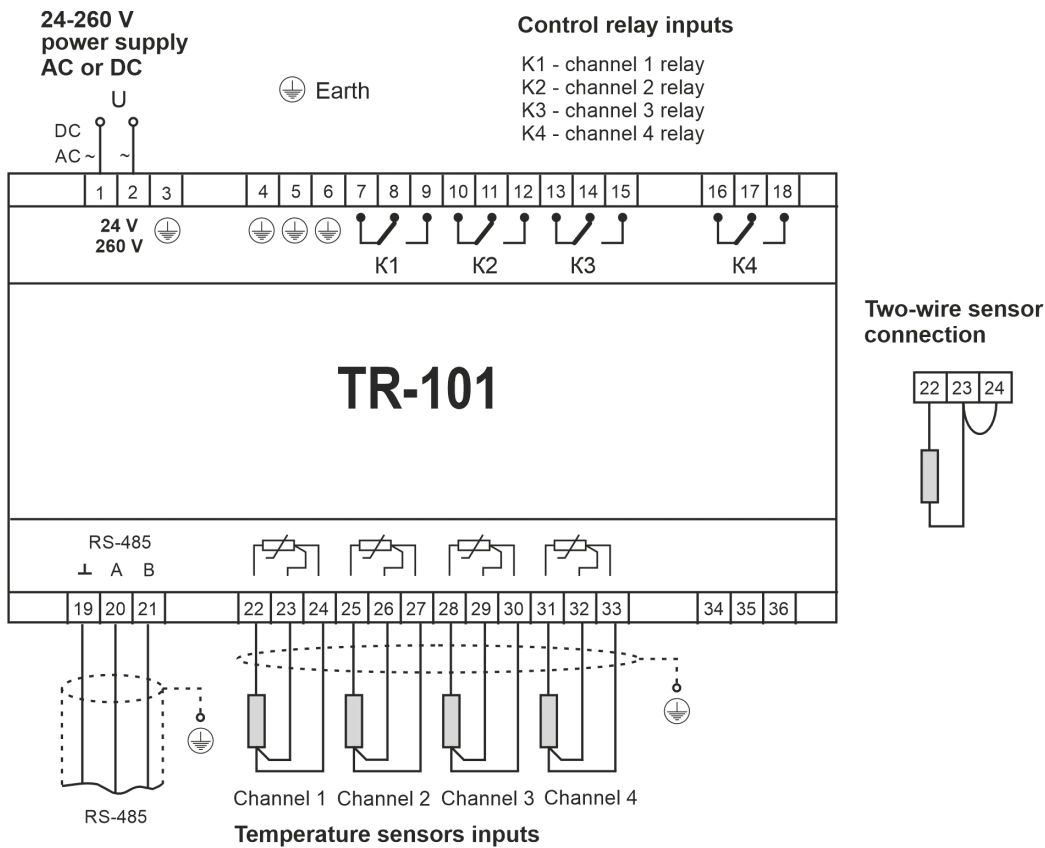 24-260 V
power supply
AC or DC
U
DC
AC ~ ~
Earth
Control relay inputs
K1 - channel 1 relay
K2 - channel 2 relay
K3 - channel 3 relay
K4 - channel 4 relay
1 2 3 4 5 6 7 8 9 10 11 12 13 14 15 16 17 18
24 V
260 V
K1 K2 K3 K4
TR-101
Two-wire sensor
connection
22 23 24
RS-485
A B
19 20 21 22 23 24 25 26 27 28 29 30 31 32 33 34 35 36
RS-485
Channel 1 Channel 2 Channel 3 Channel 4
Temperature sensors inputs